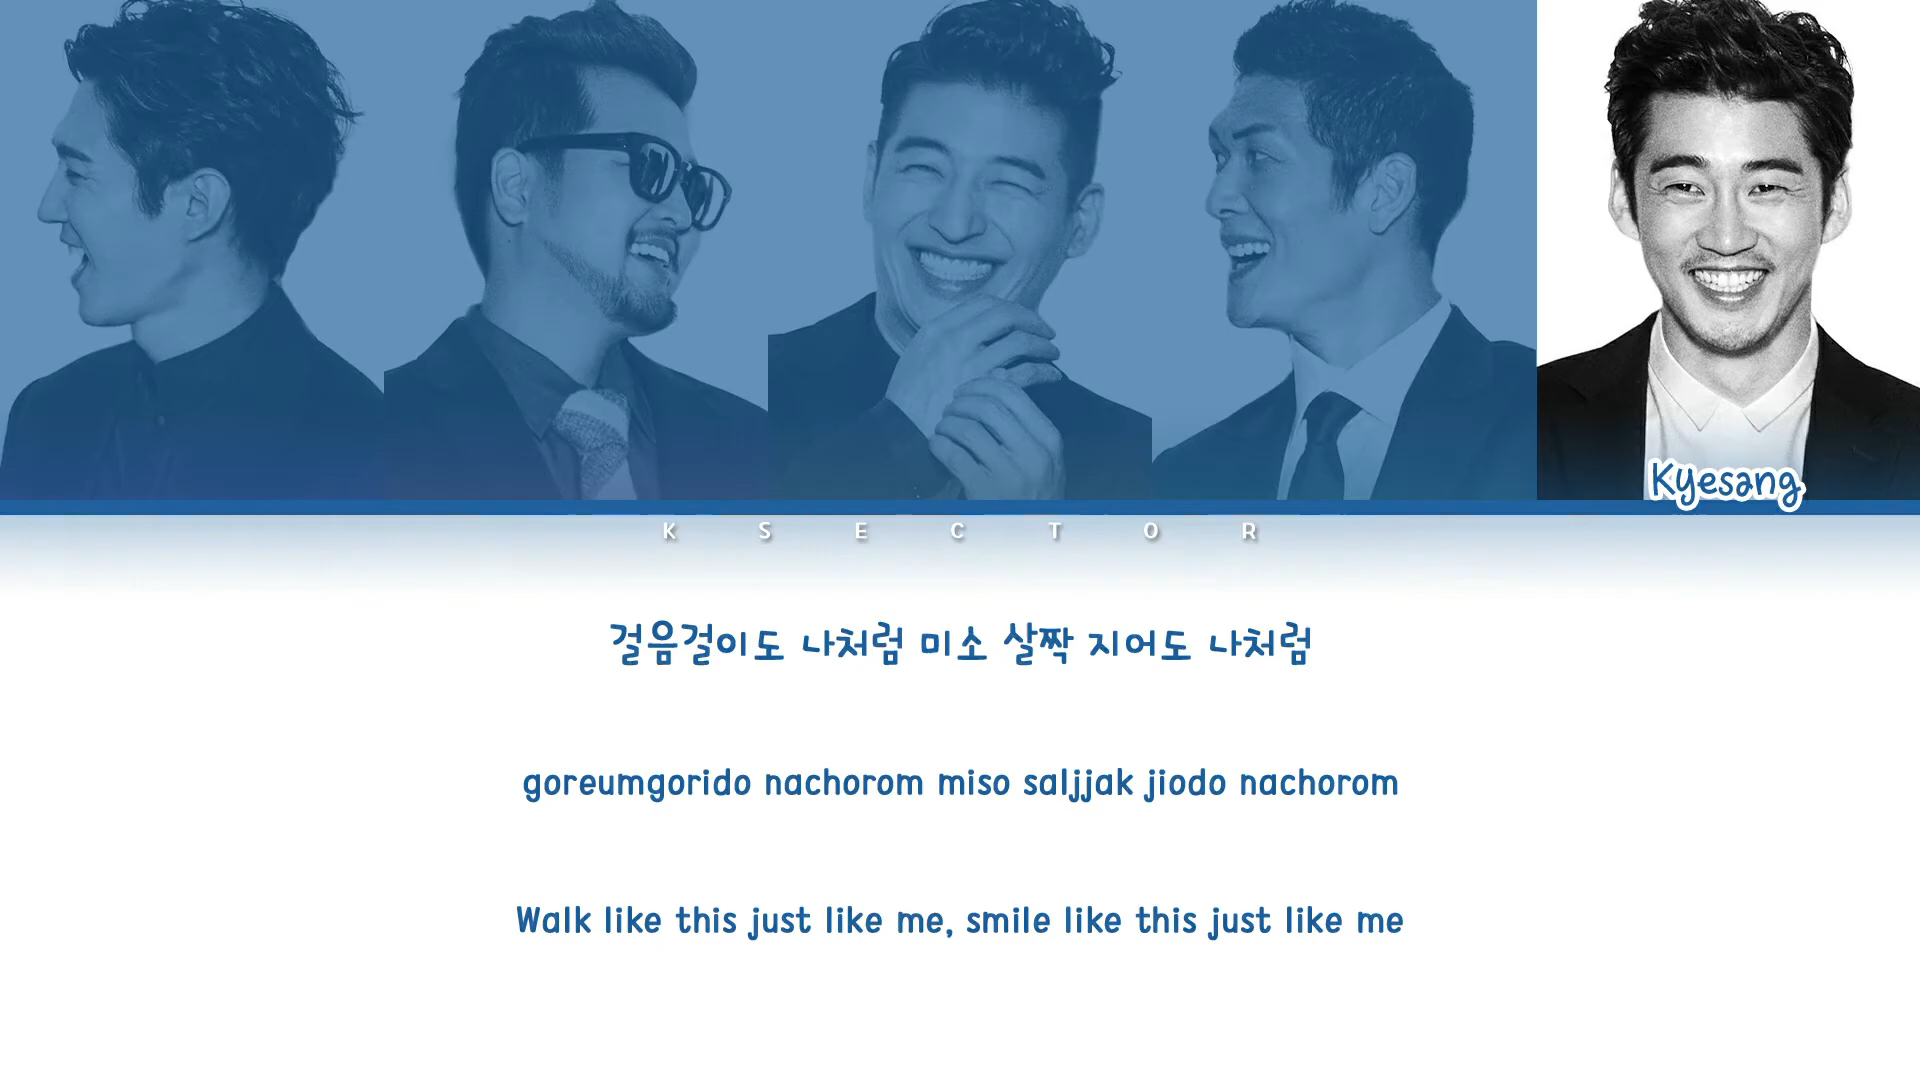 Kyesang
K S E C T O R
걸음걸이도 나처럼 미소 살짝 지어도 나처럼
goreumgorido nachorom miso saljjak jiodo nachorom
Walk like this just like me, smile like this just like me